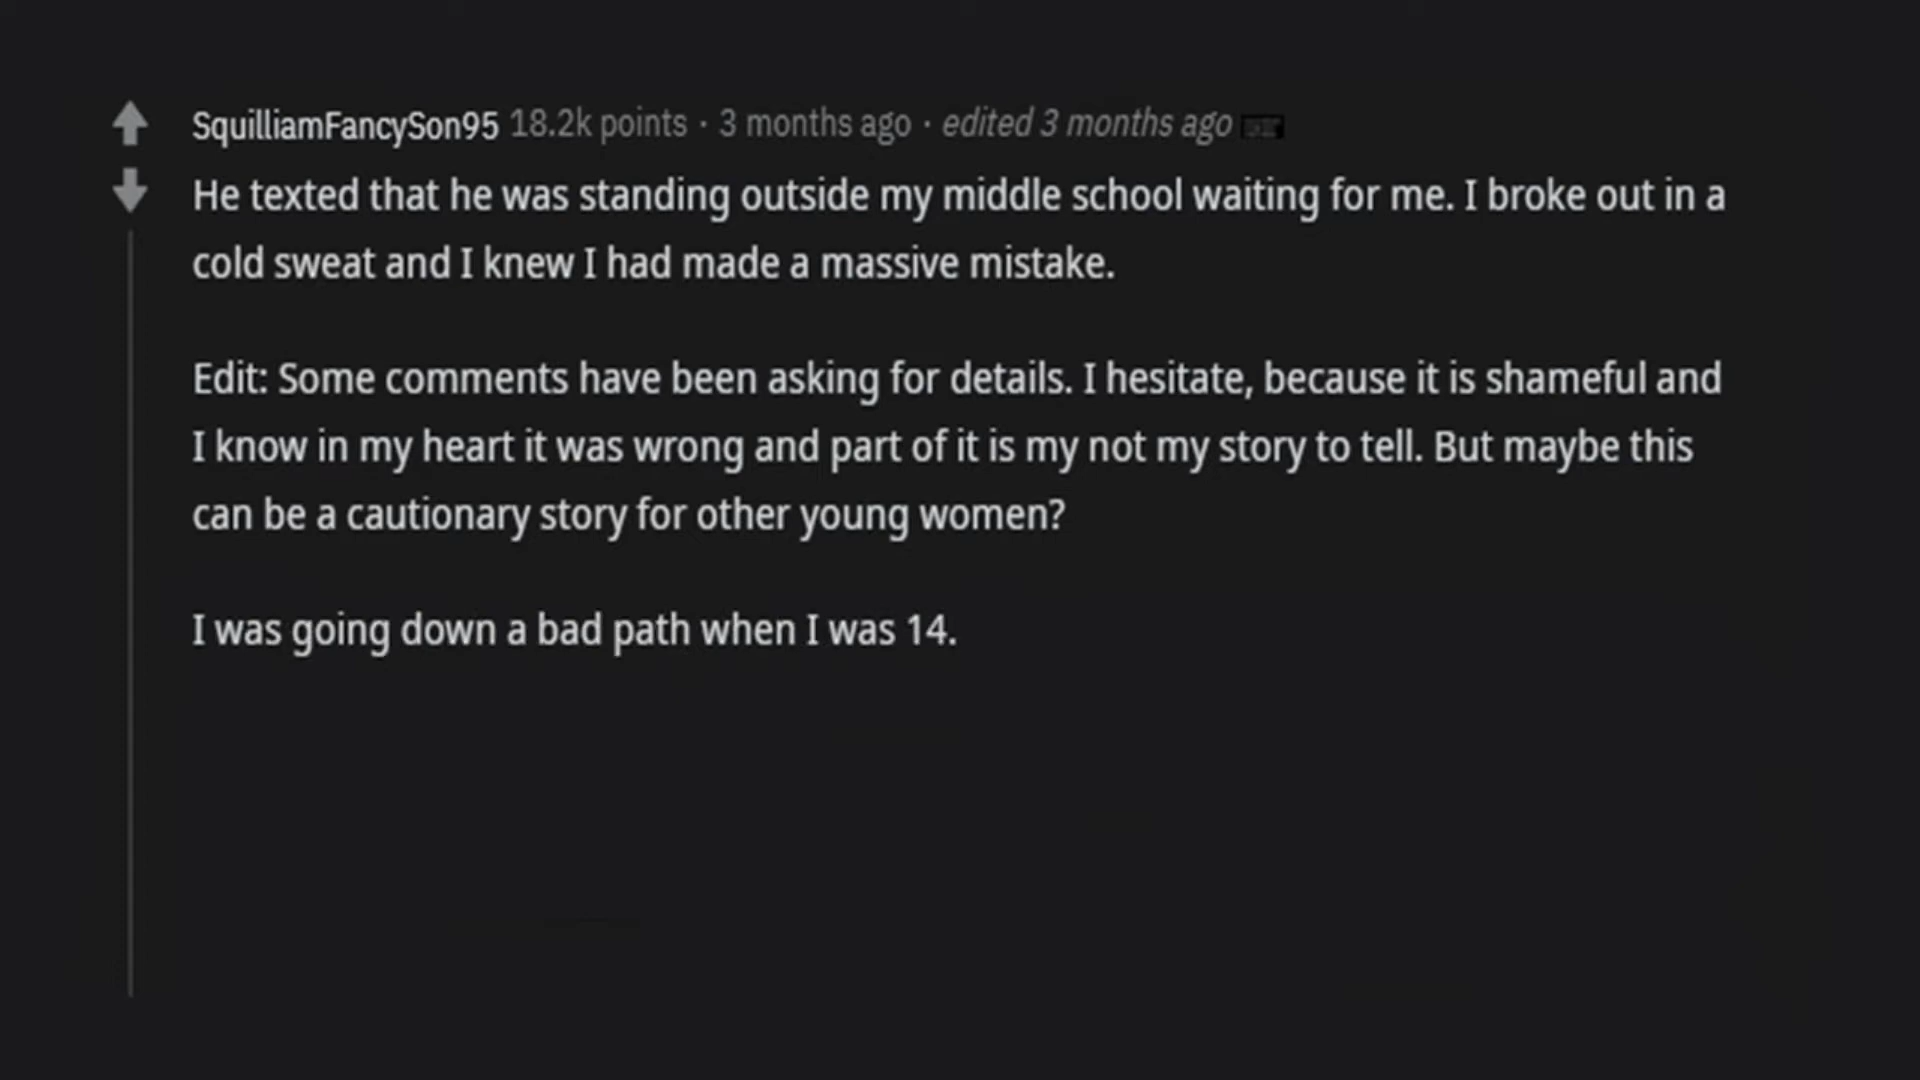 SquilliamFancySon95 18.2k points · 3 months ago · edited 3 months ago
He texted that he was standing outside my middle school waiting for me. I broke out in a
cold sweat and I knew I had made a massive mistake.
Edit: Some comments have been asking for details. I hesitate, because it is shameful and
I know in my heart it was wrong and part of it is my not my story to tell. But maybe this
can be a cautionary story for other young women?
I was going down a bad path when I was 14.